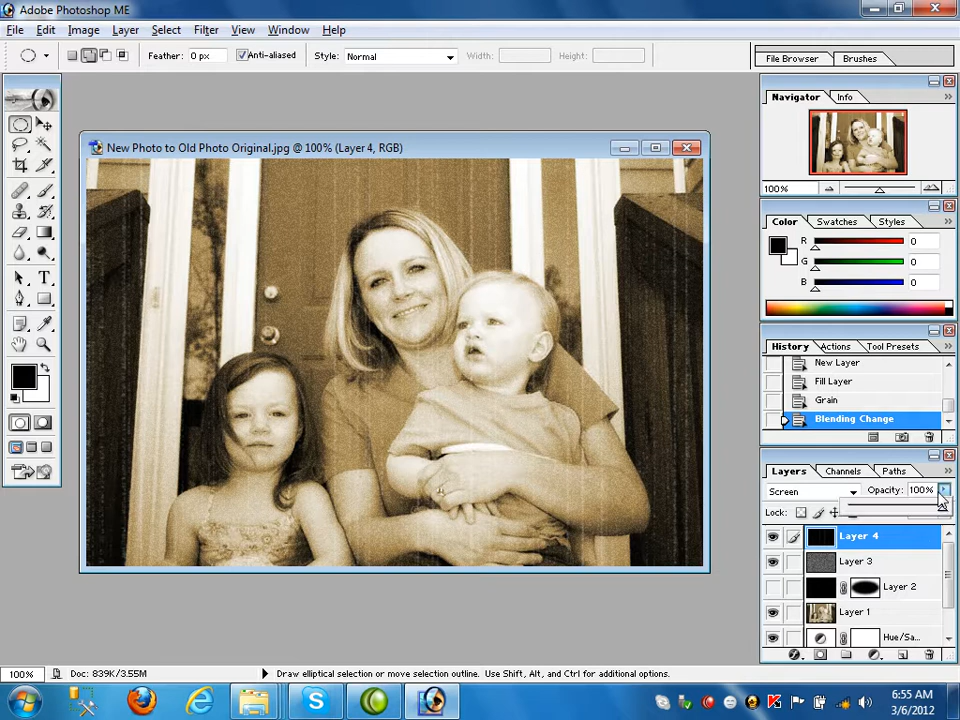 Adobe Photoshop ME
File Edit Image Layer Select Filter View Window Help
Feather: 0 px Anti-aliased Style: Normal Width: Height: File Browser Brushes
New Photo to Old Photo Original.jpg @ 100% (Layer 4, RGB)
Navigator Info
100%
Color Swatches Styles
R 0
G 0
B 0
History Actions Tool Presets
New Layer
Fill Layer
Grain
Blending Change
Layers Channels Paths
Screen Opacity: 100%
Lock:
Layer 4
Layer 3
Layer 2
Layer 1
Hue/Sa...
100% Doc: 839K/3.55M Draw elliptical selection or move selection outline. Use Shift, Alt, and Ctrl for additional options.
6:55 AM
3/6/2012